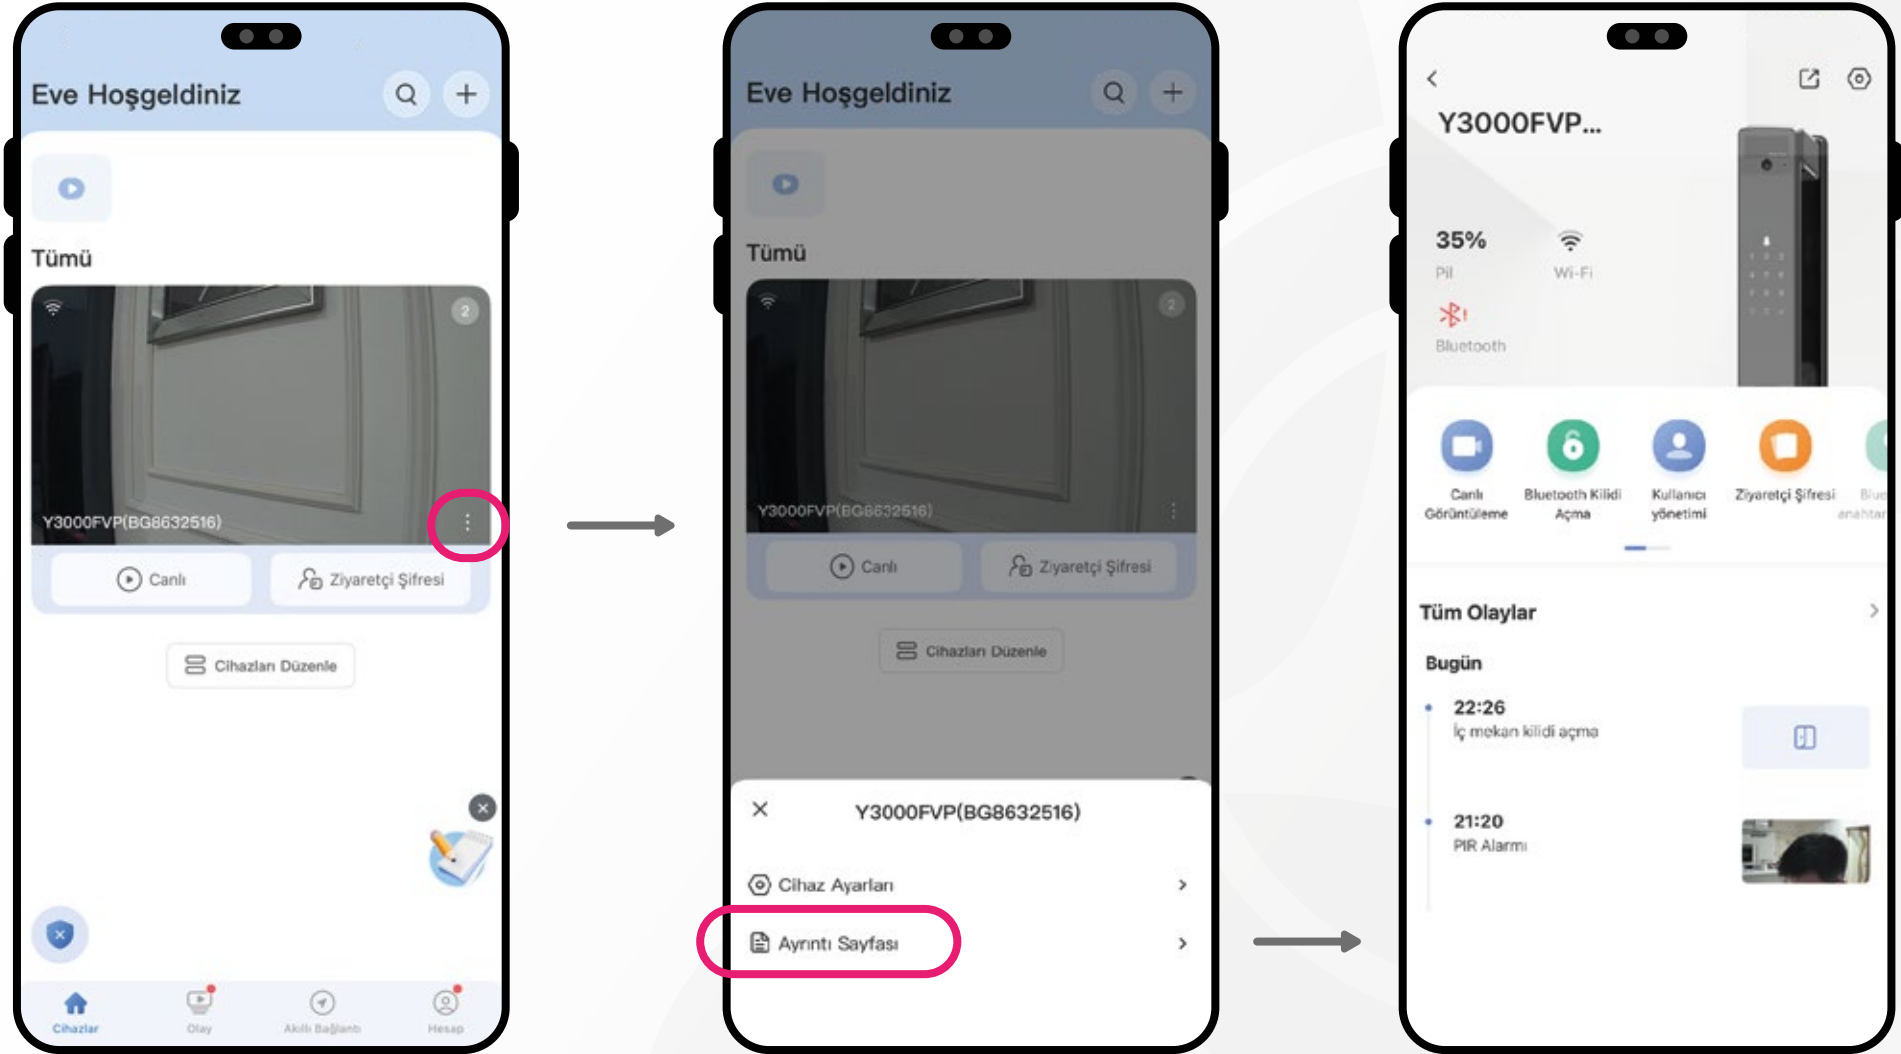 Eve Hoşgeldiniz
Tümü
2
Y3000FVP(BG8632516)
Canlı
Ziyaretçi Şifresi
Cihazları Düzenle
Cihazlar
Olay
Akıllı Bağlantı
Hesap
Eve Hoşgeldiniz
Tümü
2
Y3000FVP(BG8632516)
Canlı
Ziyaretçi Şifresi
Cihazları Düzenle
Y3000FVP(BG8632516)
Cihaz Ayarları
Ayrıntı Sayfası
Y3000FVP...
35%
Pil
Wi-Fi
Bluetooth
Canlı
Görüntüleme
Bluetooth Kilidi
Açma
Kullanıcı
yönetimi
Ziyaretçi Şifresi
Blue
anahtar
Tüm Olaylar
Bugün
22:26
İç mekan kilidi açma
21:20
PIR Alarmı